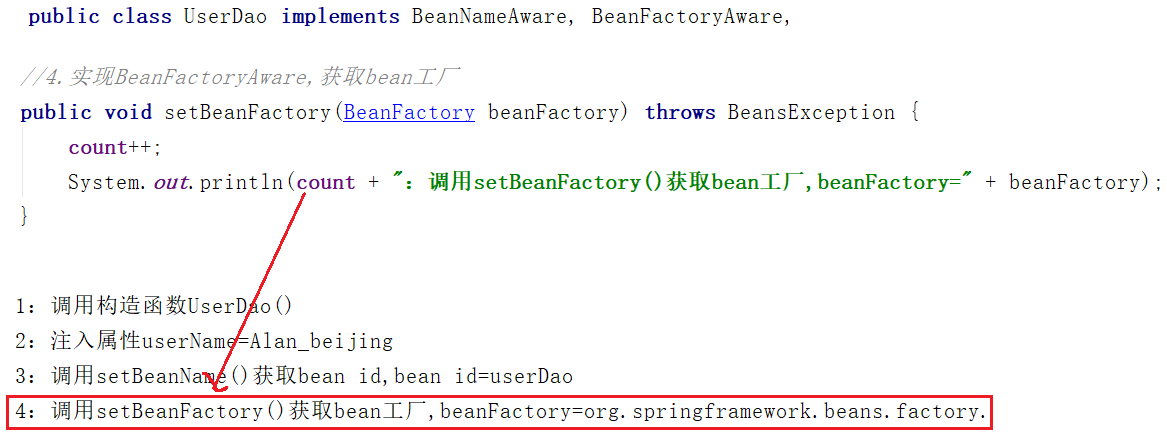 public class UserDao implements BeanNameAware, BeanFactoryAware,
//4.实现BeanFactoryAware,获取bean工厂
public void setBeanFactory(BeanFactory beanFactory) throws BeansException {
count++;
System.out.println(count + ": 调用setBeanFactory()获取bean工厂,beanFactory=" + beanFactory);
}
1: 调用构造函数UserDao()
2: 注入属性userName=Alan_beijing
3: 调用setBeanName()获取bean id,bean id=userDao
4: 调用setBeanFactory()获取bean工厂,beanFactory=org.springframework.beans.factory.